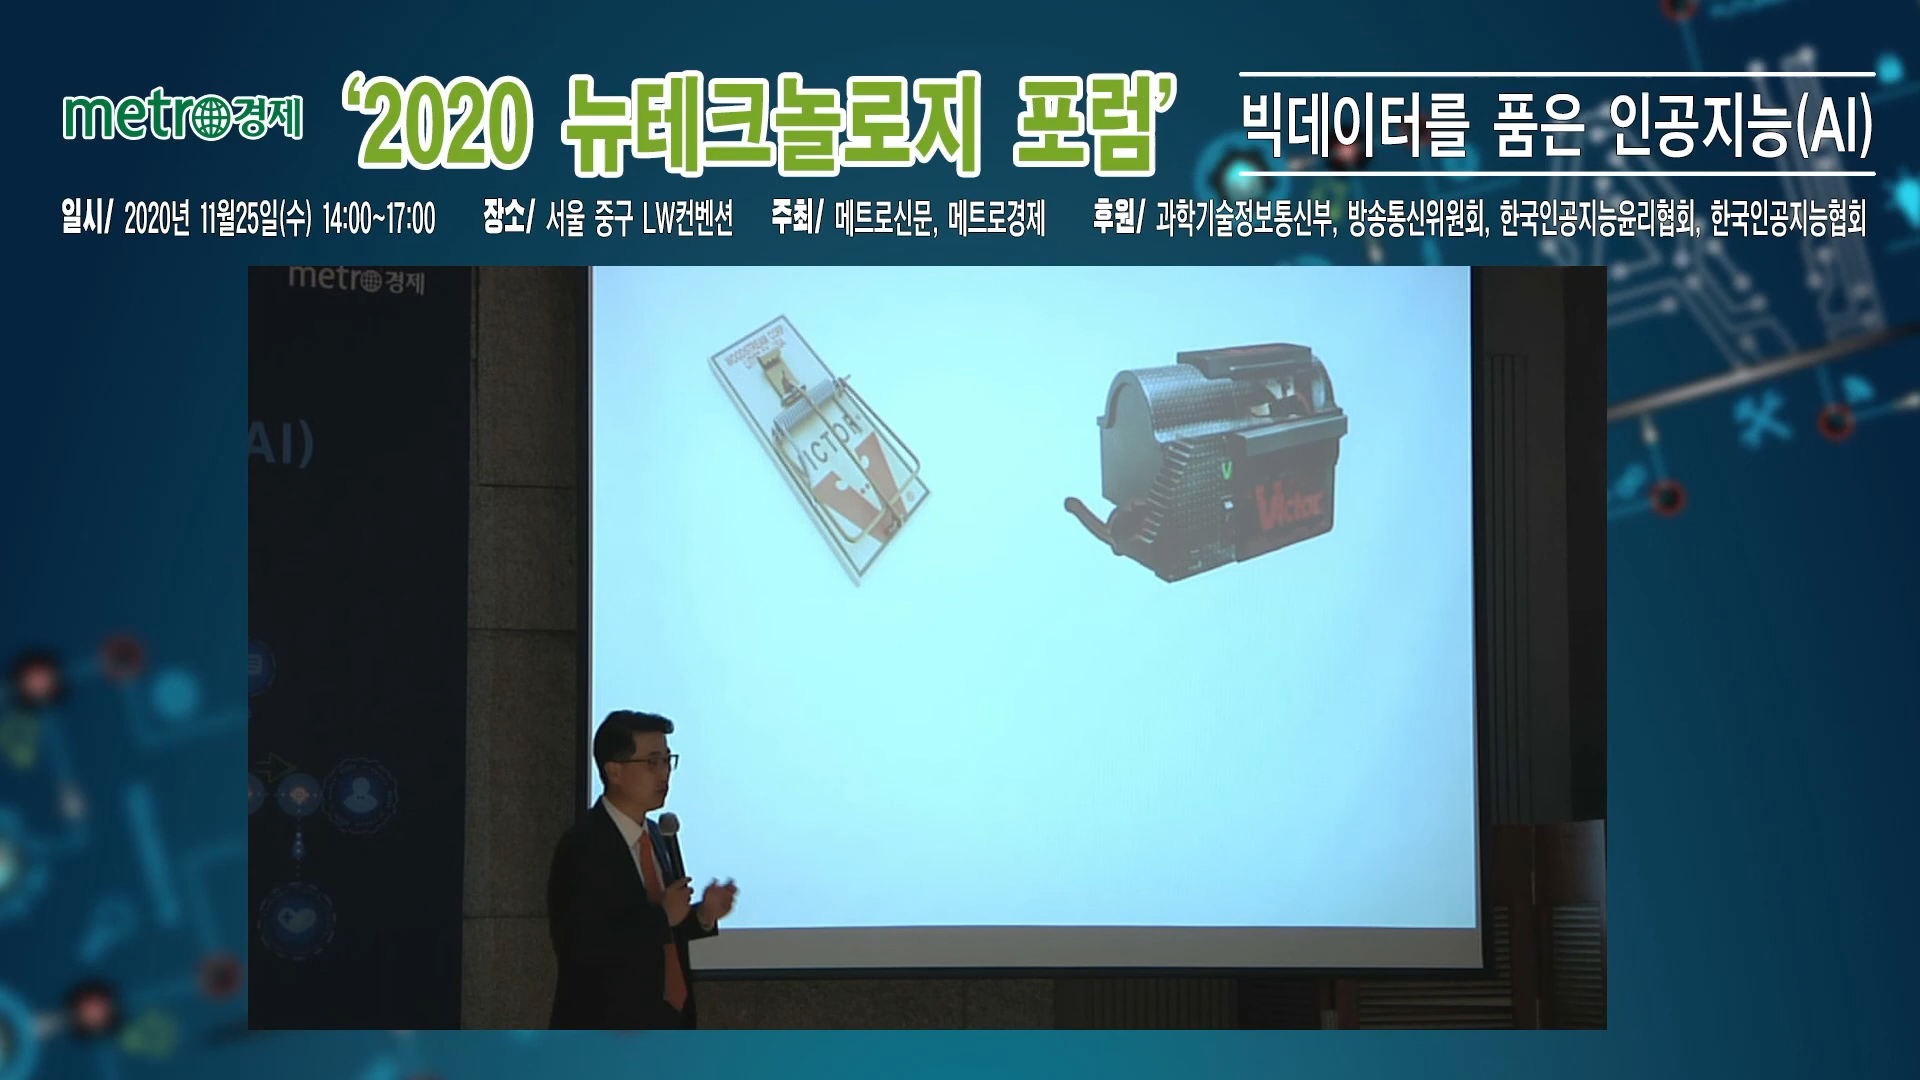 metro경제
‘2020 뉴테크놀로지 포럼’
빅데이터를 품은 인공지능(AI)
일시/ 2020년 11월25일(수) 14:00~17:00 장소/ 서울 중구 LW컨벤션 주최/ 메트로신문, 메트로경제 후원/ 과학기술정보통신부, 방송통신위원회, 한국인공지능윤리협회, 한국인공지능협회
metro경제
AI)
WOODSTREAM CORP.
VICTOR
Victor